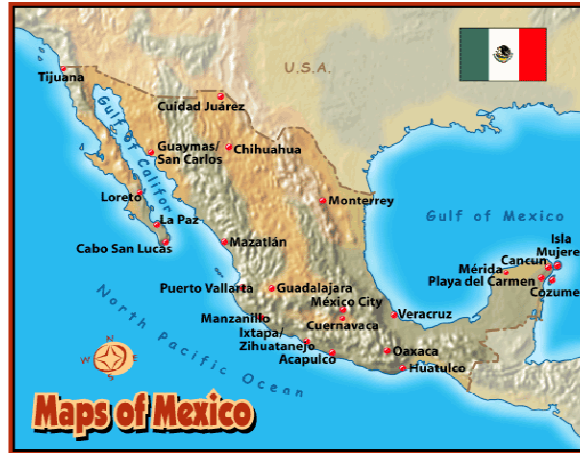 U.S.A.
Tijuana
Cuidad Juárez
Gulf of Califor
Guaymas/
San Carlos
Chihuahua
Loreto
Monterrey
La Paz
Gulf of Mexico
Cabo San Lucas
Mazatlán
Isla
Mujere
Cancun
Mérida
Playa del Carmen
Cozume
Puerto Vallarta
Guadalajara
México City
Manzanillo
Cuernavaca
Veracruz
Ixtapa/
Zihuatanejo
Acapulco
Oaxaca
Huatulco
North Pacific Ocean
N
W
E
S
Maps of Mexico